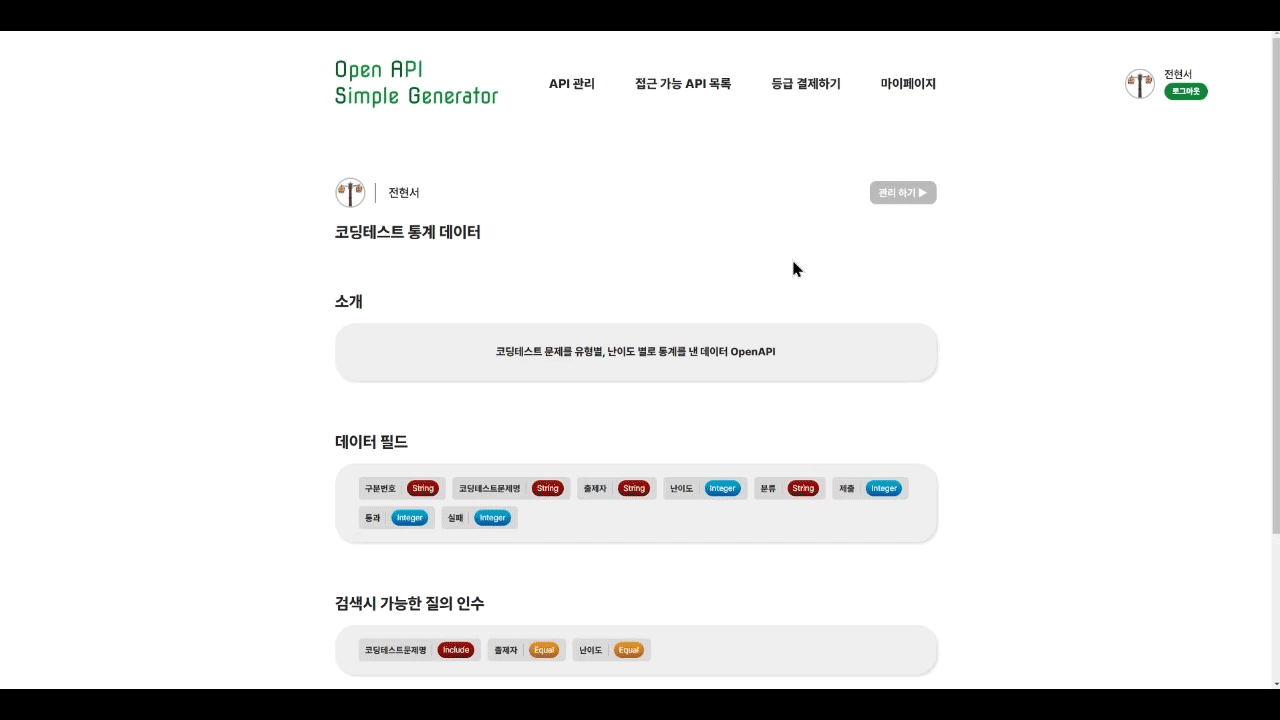 Open API
Simple Generator
API 관리 접근 가능 API 목록 등급 결제하기 마이페이지
전현서
로그아웃
전현서
관리 하기 ▶
코딩테스트 통계 데이터
소개
코딩테스트 문제를 유형별, 난이도 별로 통계를 낸 데이터 OpenAPI
데이터 필드
구분번호 String 코딩테스트문제명 String 출제자 String 난이도 Integer 분류 String 제출 Integer
통과 Integer 실패 Integer
검색시 가능한 질의 인수
코딩테스트문제명 Include 출제자 Equal 난이도 Equal